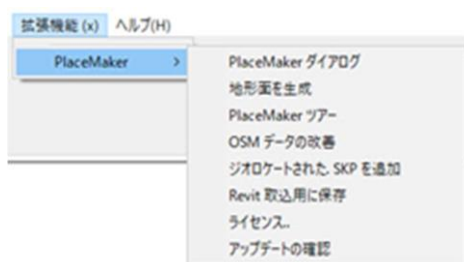 拡張機能 (x) ヘルプ(H)
PlaceMaker >
PlaceMaker ダイアログ
地形面を生成
PlaceMaker ツアー
OSM データの改善
ジオロケートされた. SKP を追加
Revit 取込用に保存
ライセンス..
アップデートの確認